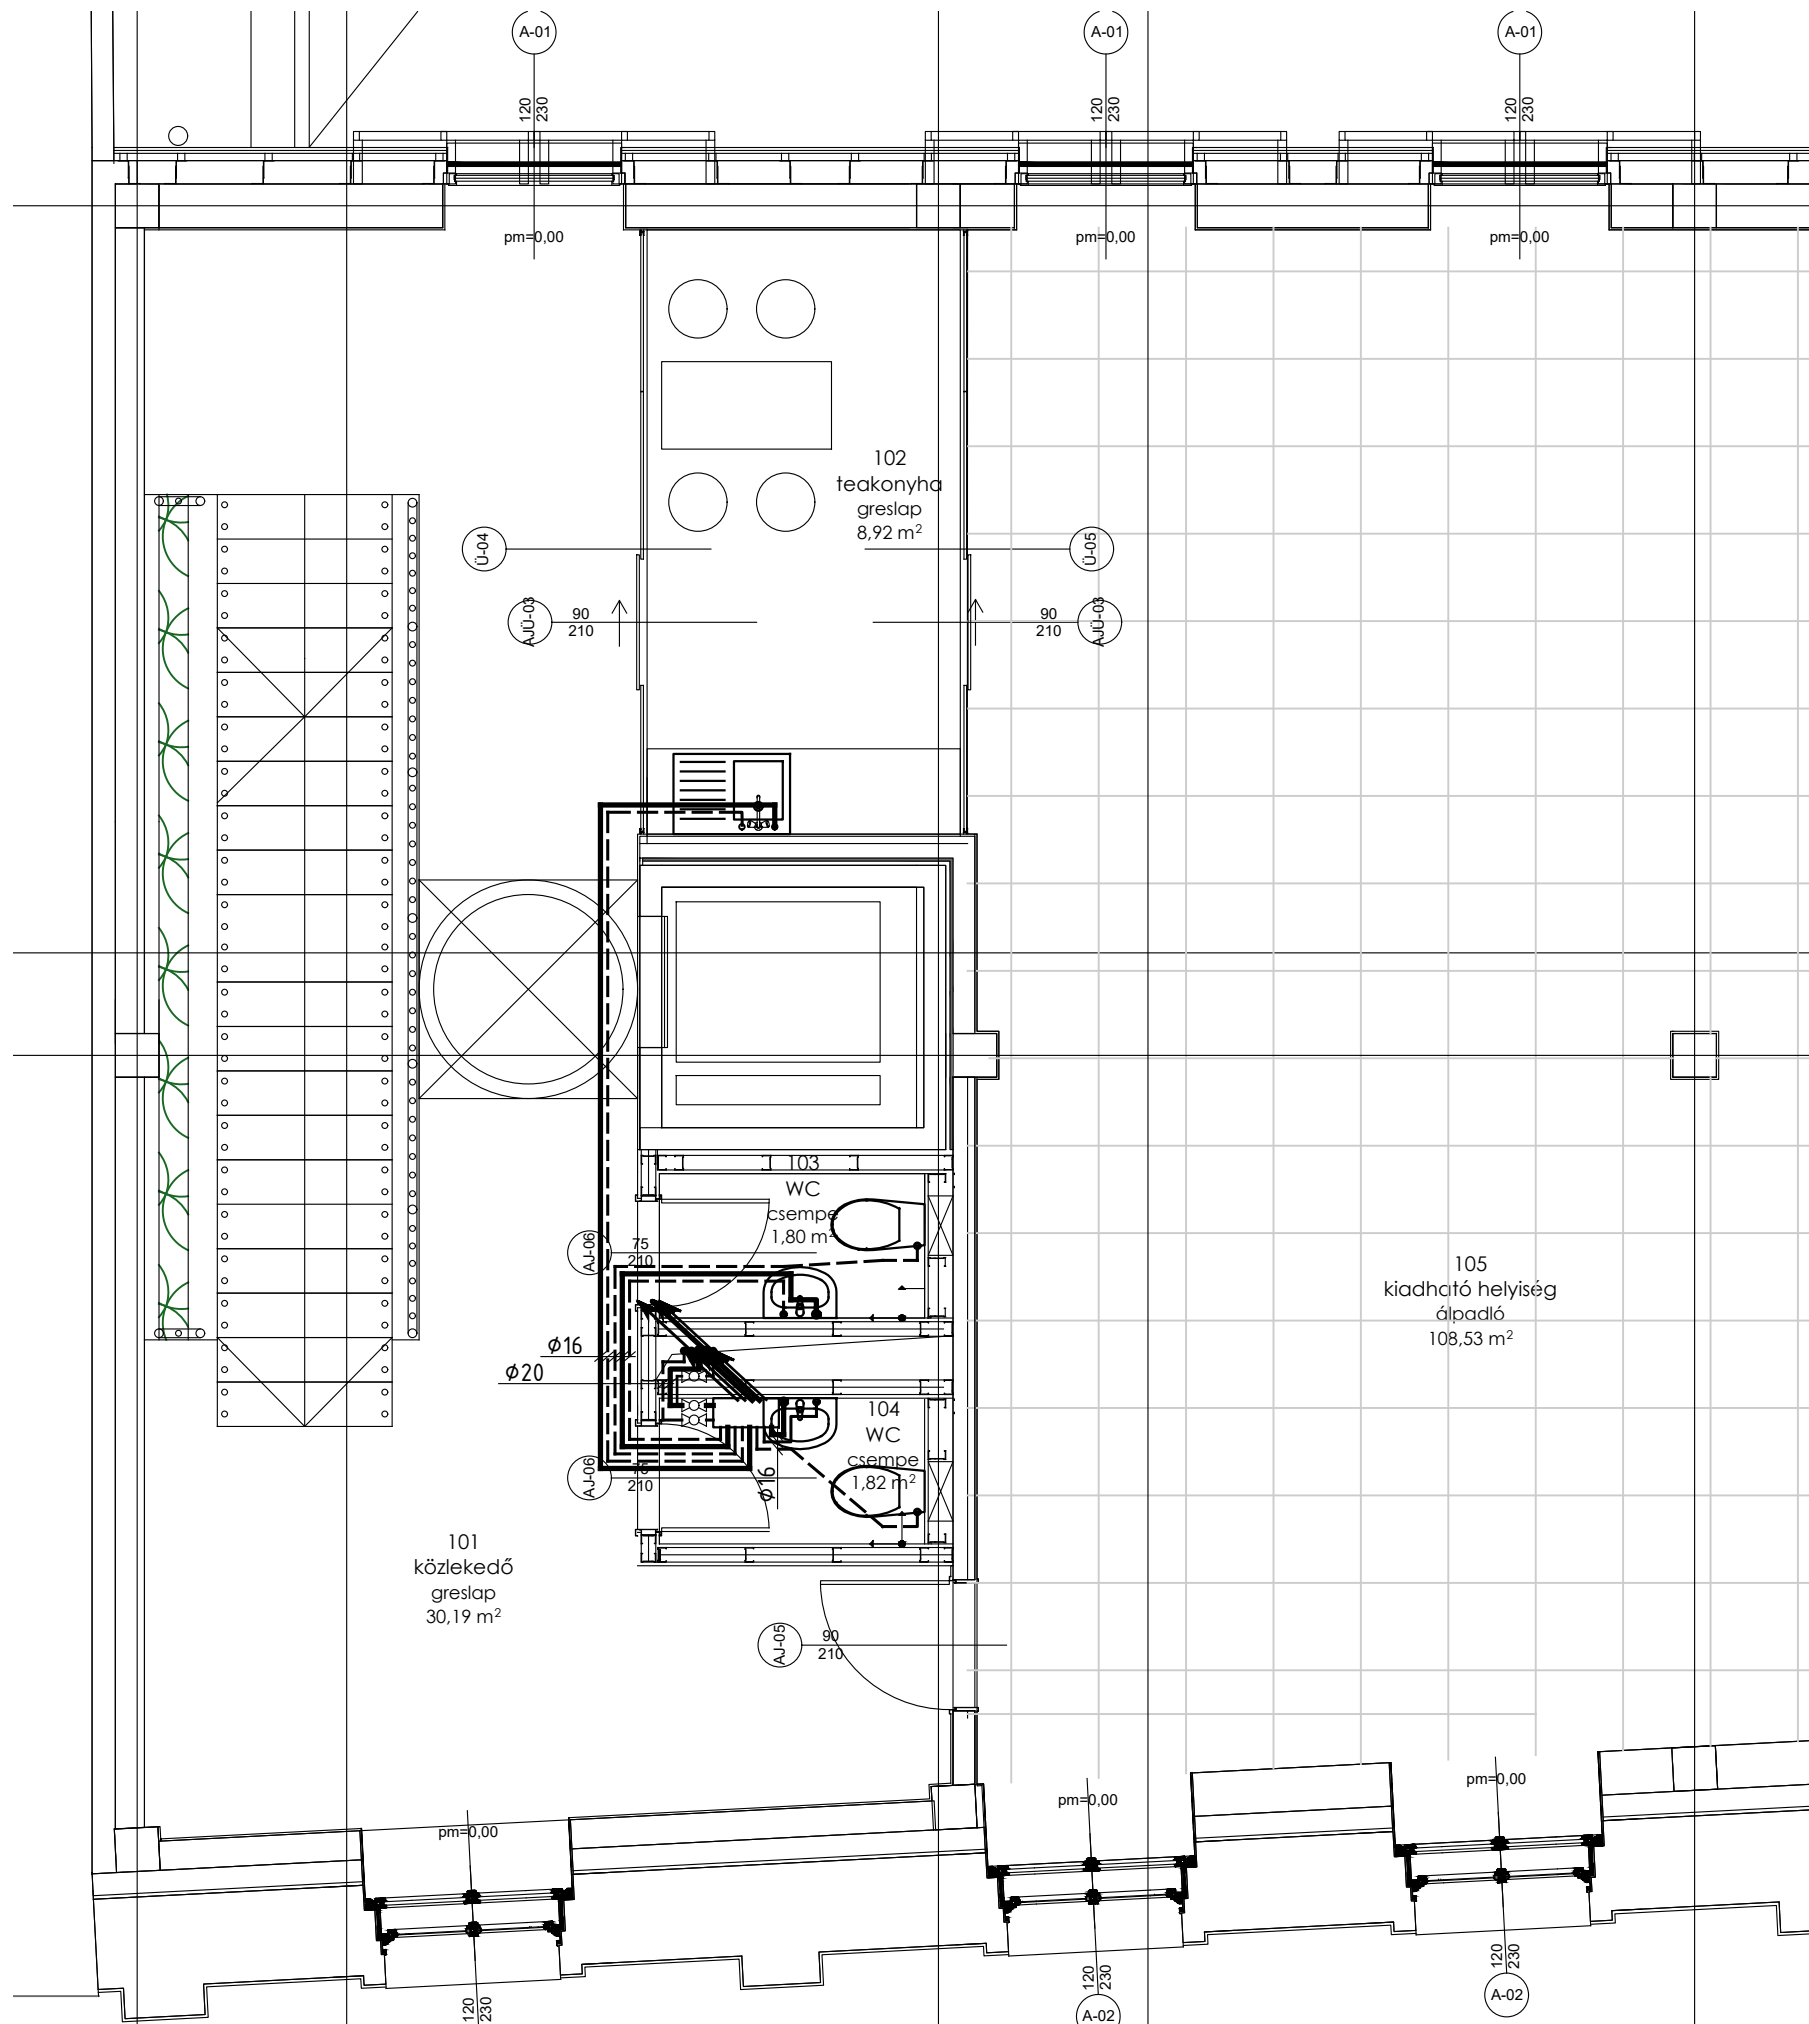 A-01
A-01
A-01
120
230
120
230
120
230
pm=0,00
pm=0,00
pm=0,00
102
teakonyha
greslap
8,92 m²
Ü-04
Ü-05
AJÜ-03
90
210
90
210
AJÜ-03
103
WC
csempe
1,80 m²
AJ-06
75
210
105
kiadható helyiség
álpadló
108,53 m²
ϕ16
ϕ20
104
WC
csempe
1,82 m²
AJ-06
75
210
ϕ16
101
közlekedő
greslap
30,19 m²
AJ-05
90
210
pm=0,00
pm=0,00
pm=0,00
120
230
120
230
120
230
A-02
A-02